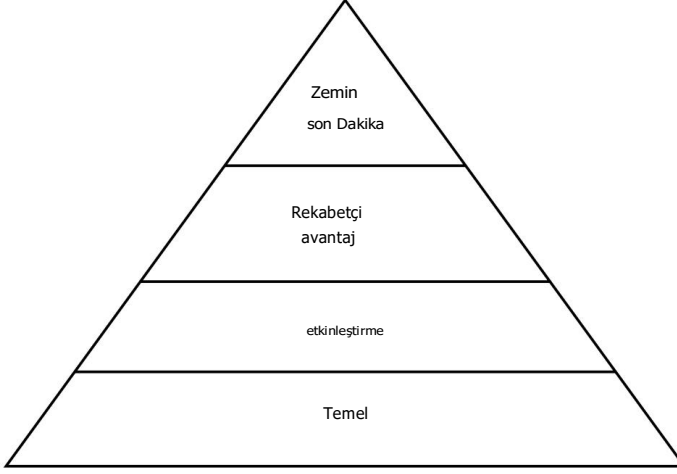 Zemin
son Dakika
Rekabetçi
avantaj
etkinleştirme
Temel